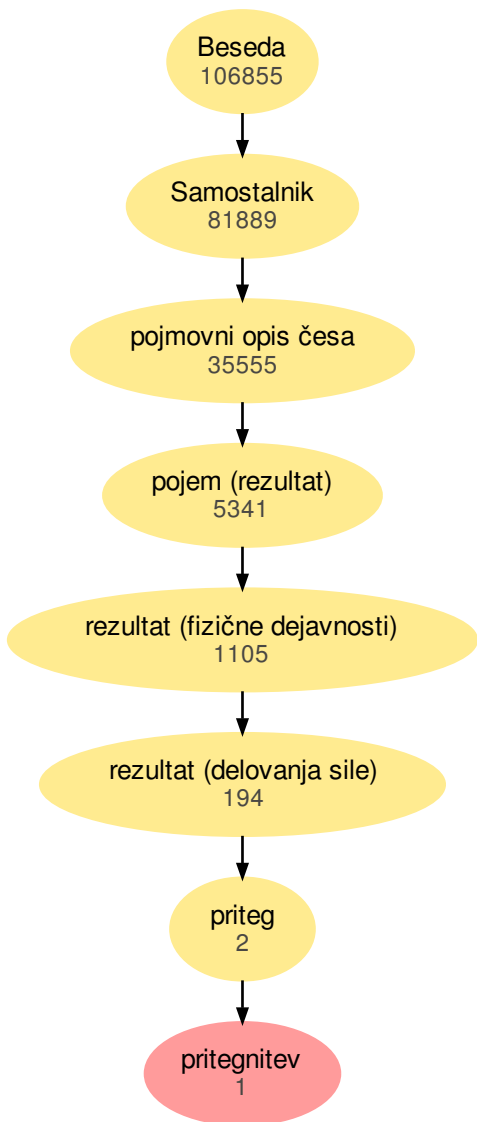 Beseda
106855
Samostalnik
81889
pojmovni opis česa
35555
pojem (rezultat)
5341
rezultat (fizične dejavnosti)
1105
rezultat (delovanja sile)
194
priteg
2
pritegnitev
1